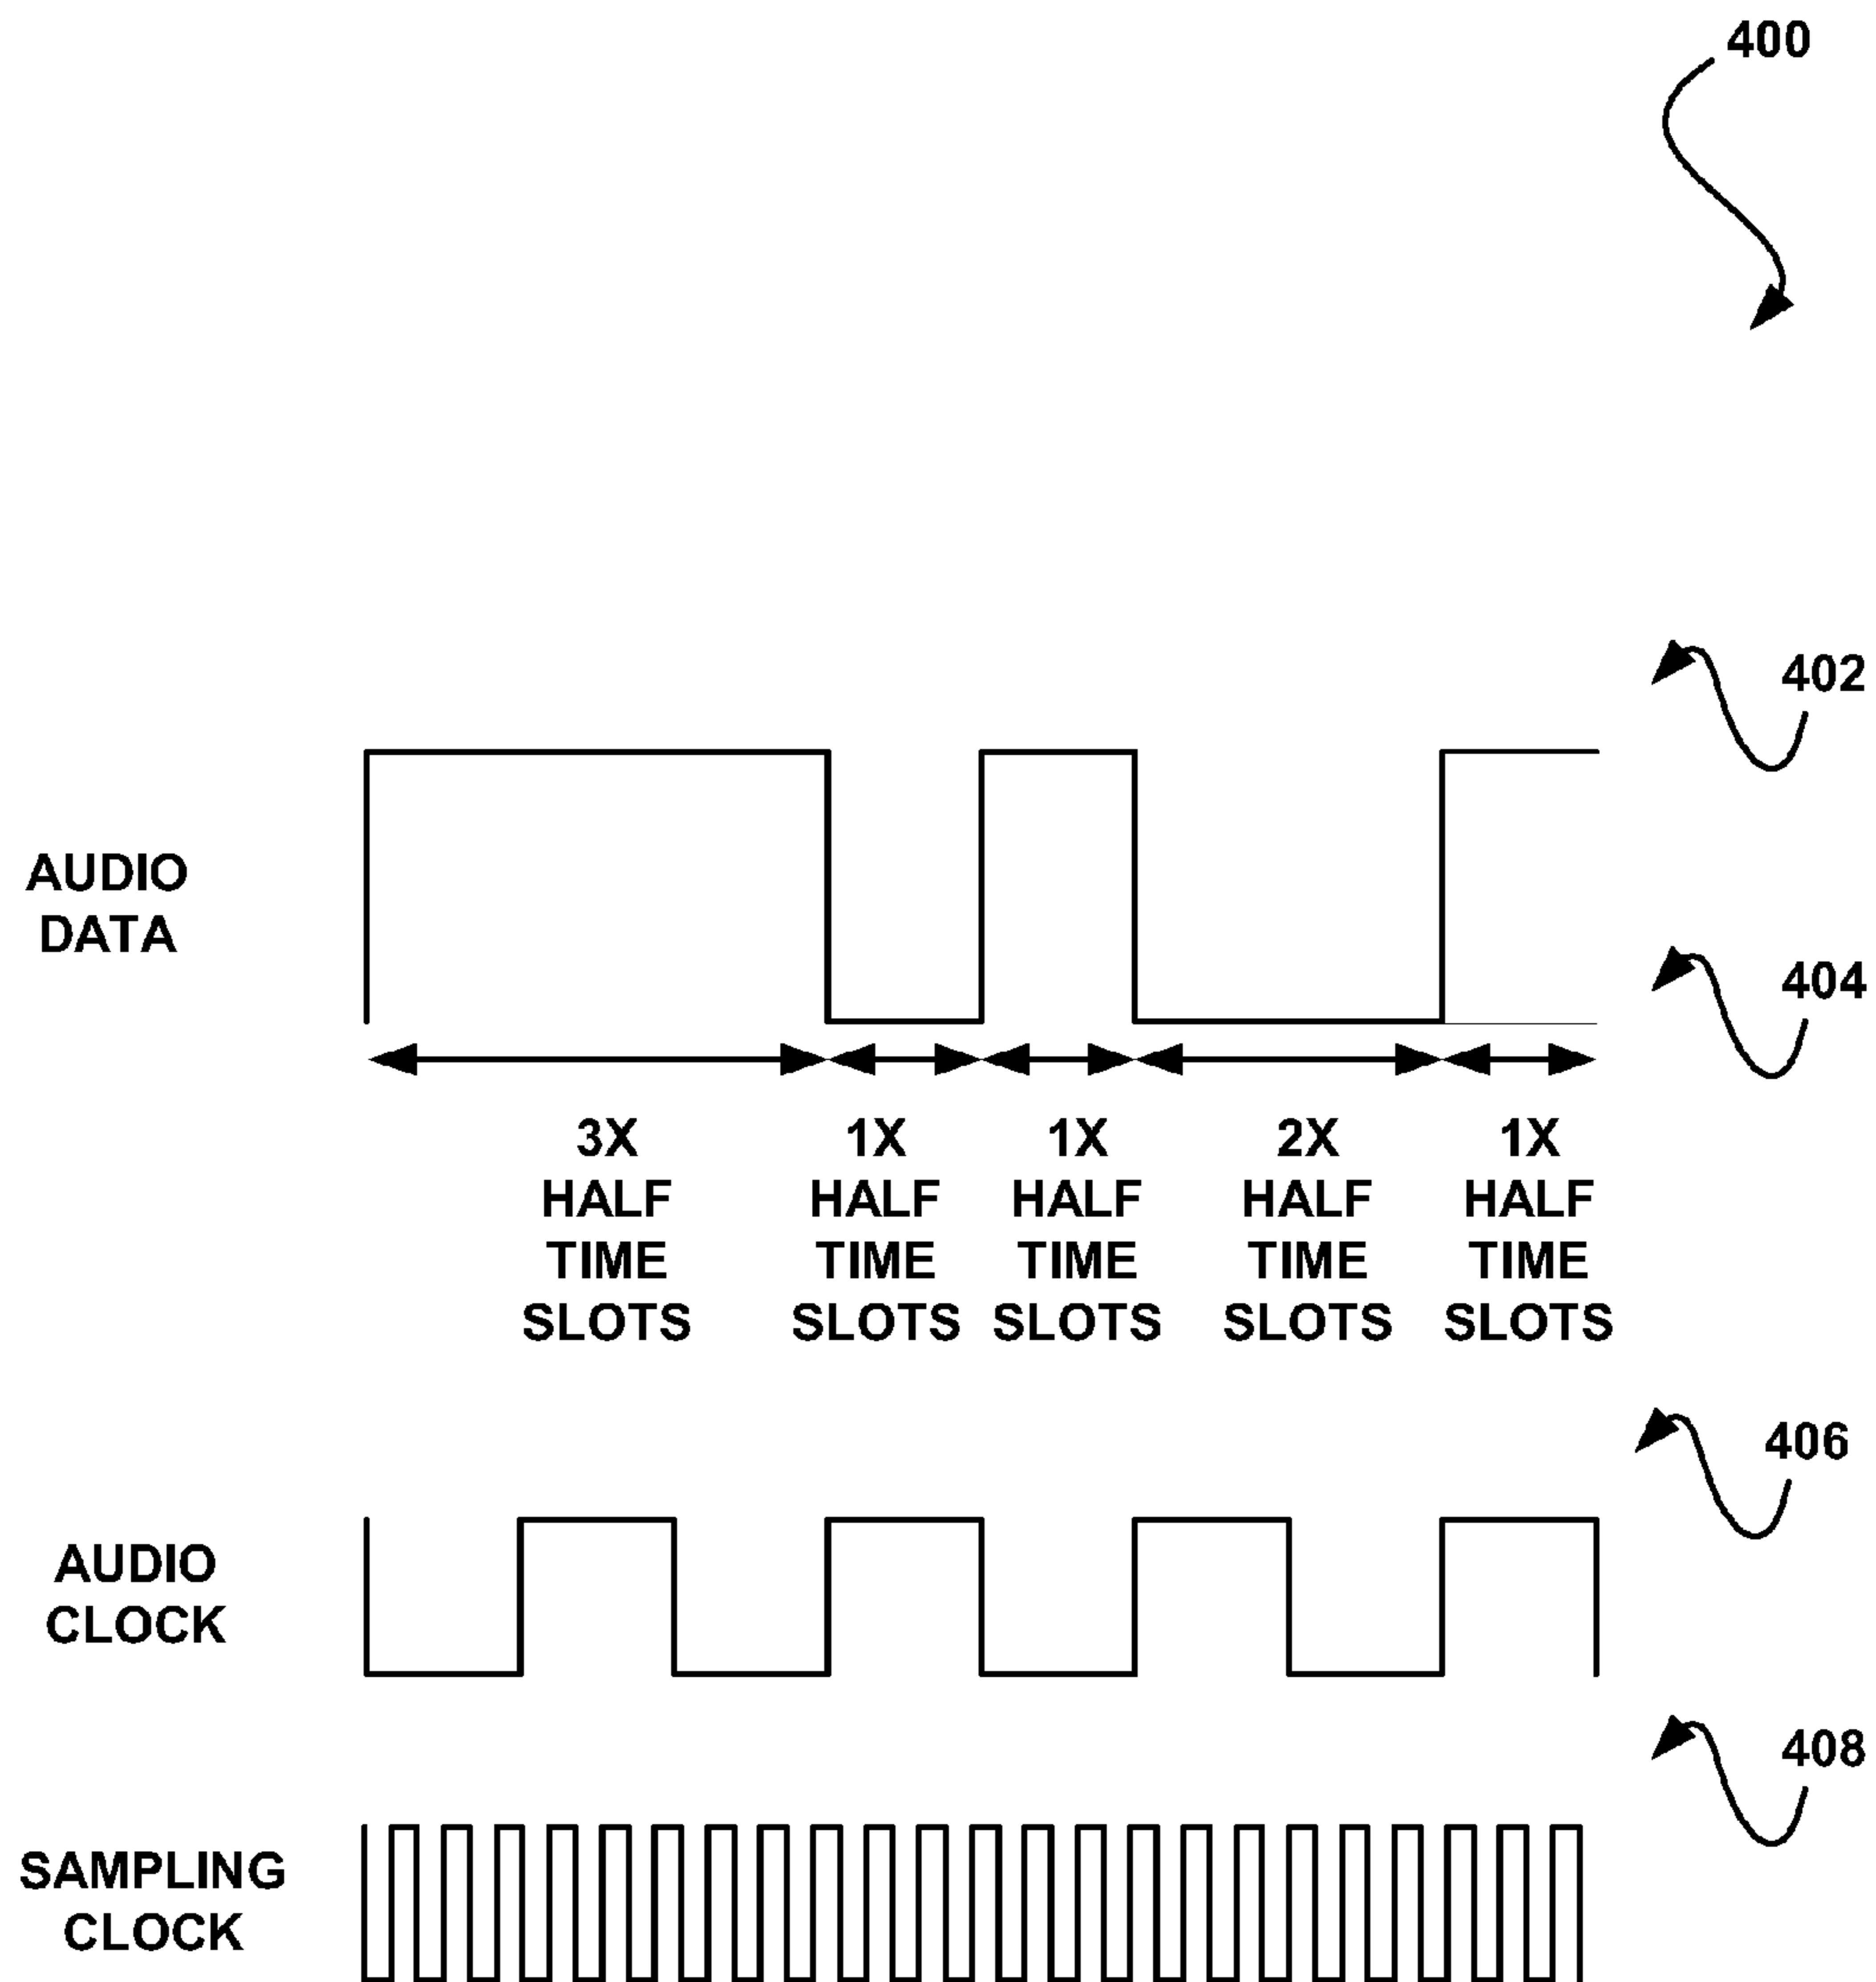 400
402
AUDIO
DATA
404
3X
HALF
TIME
SLOTS
1X
HALF
TIME
SLOTS
1X
HALF
TIME
SLOTS
2X
HALF
TIME
SLOTS
1X
HALF
TIME
SLOTS
406
AUDIO
CLOCK
408
SAMPLING
CLOCK